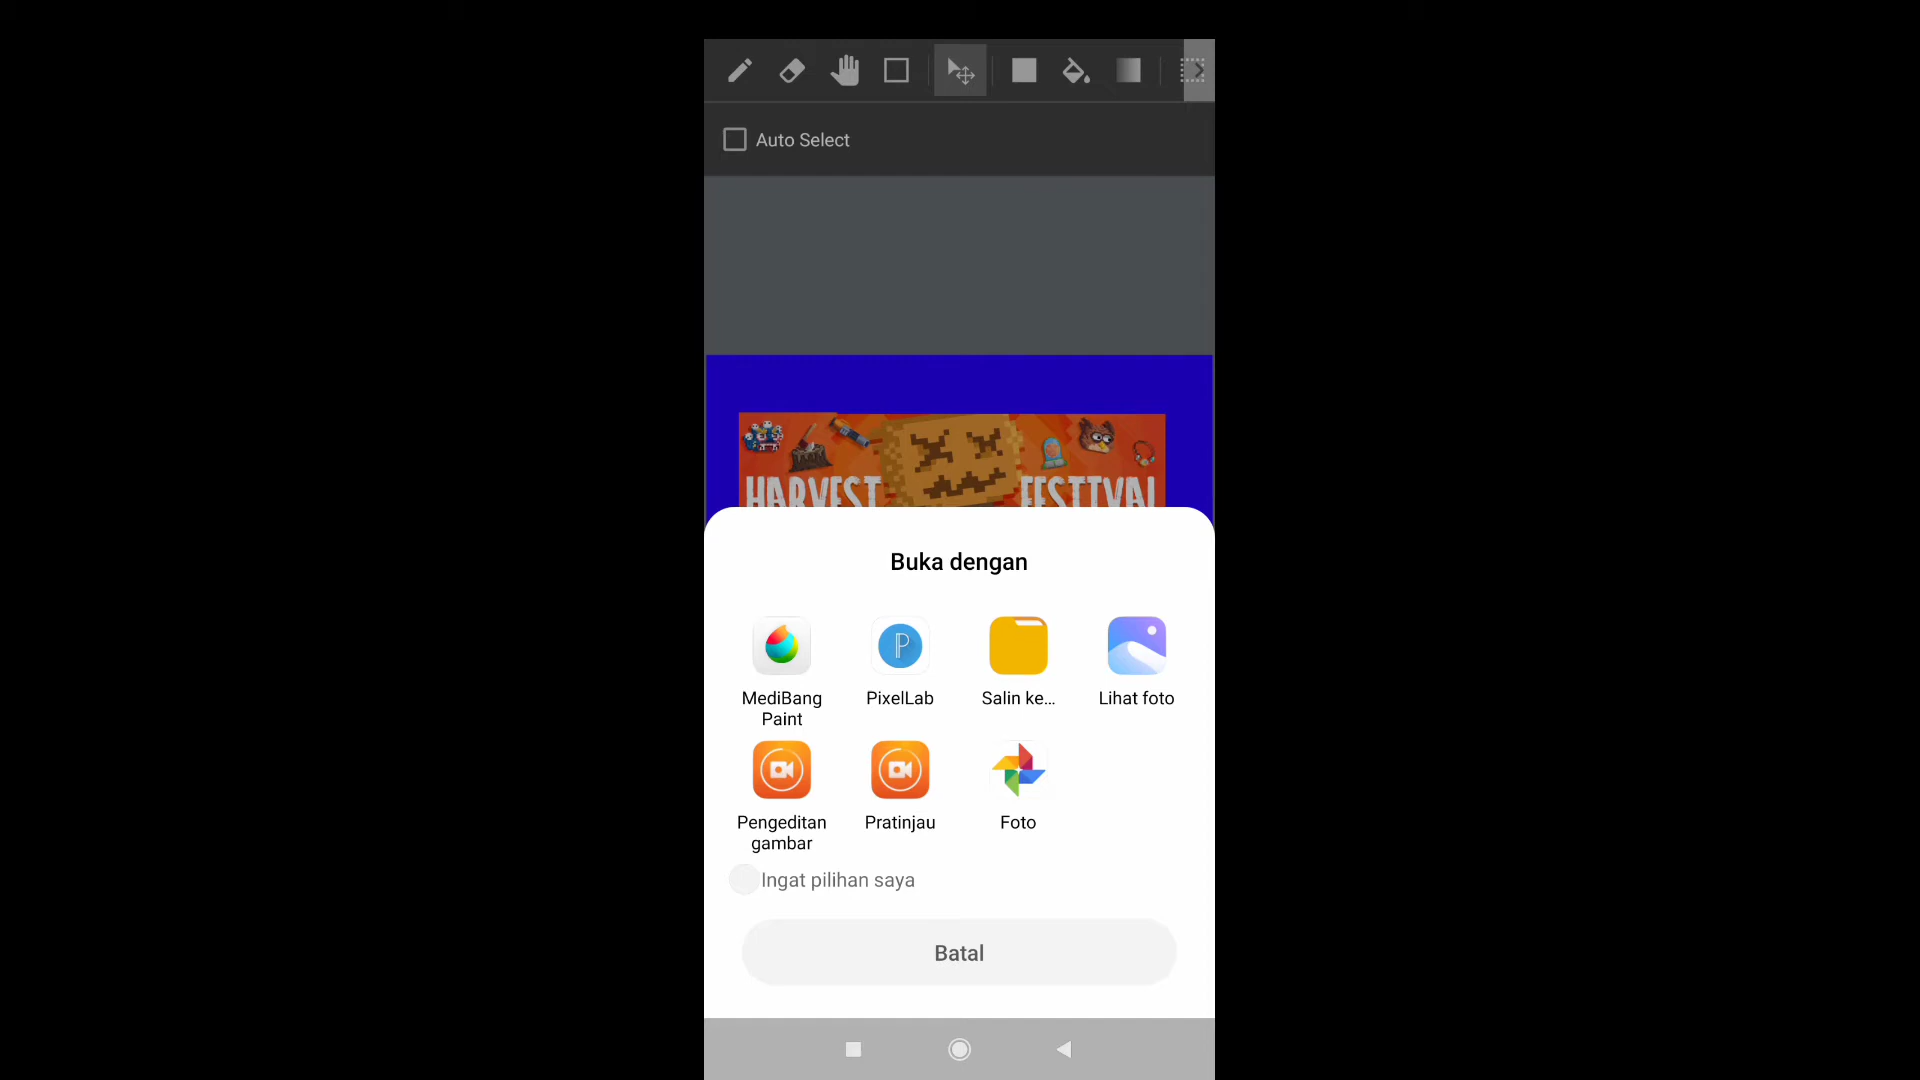 Auto Select
HARVEST FESTIVAL
Buka dengan
MediBang
Paint
PixelLab
Salin ke...
Lihat foto
Pengeditan
gambar
Pratinjau
Foto
Ingat pilihan saya
Batal